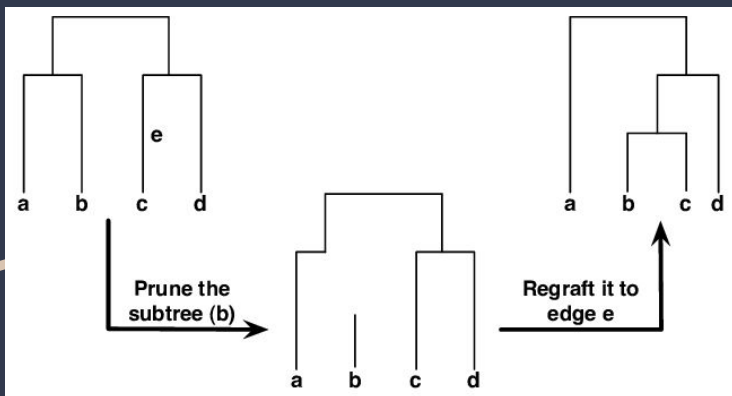 e
a b c d
Prune the
subtree (b)
a b c d
Regraft it to
edge e
a b c d